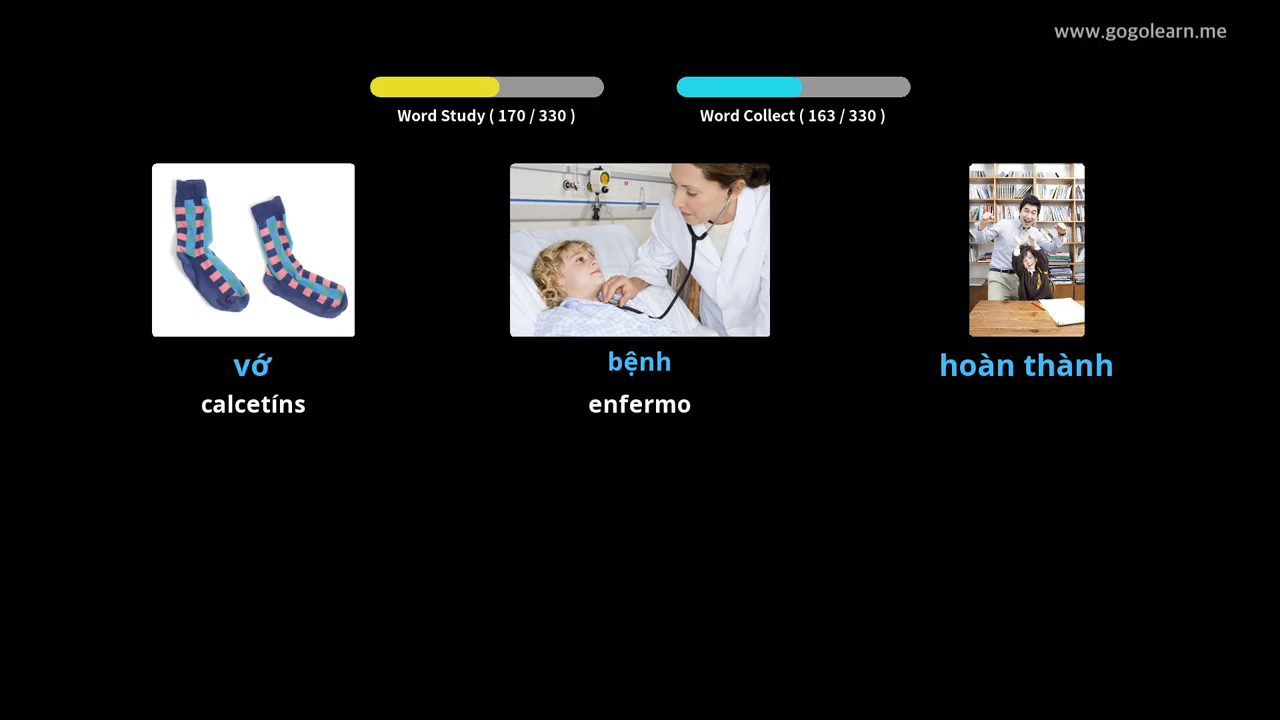 www.gogolearn.me
Word Study ( 170 / 330 )
Word Collect ( 163 / 330 )
vớ
bệnh
hoàn thành
calcetíns
enfermo